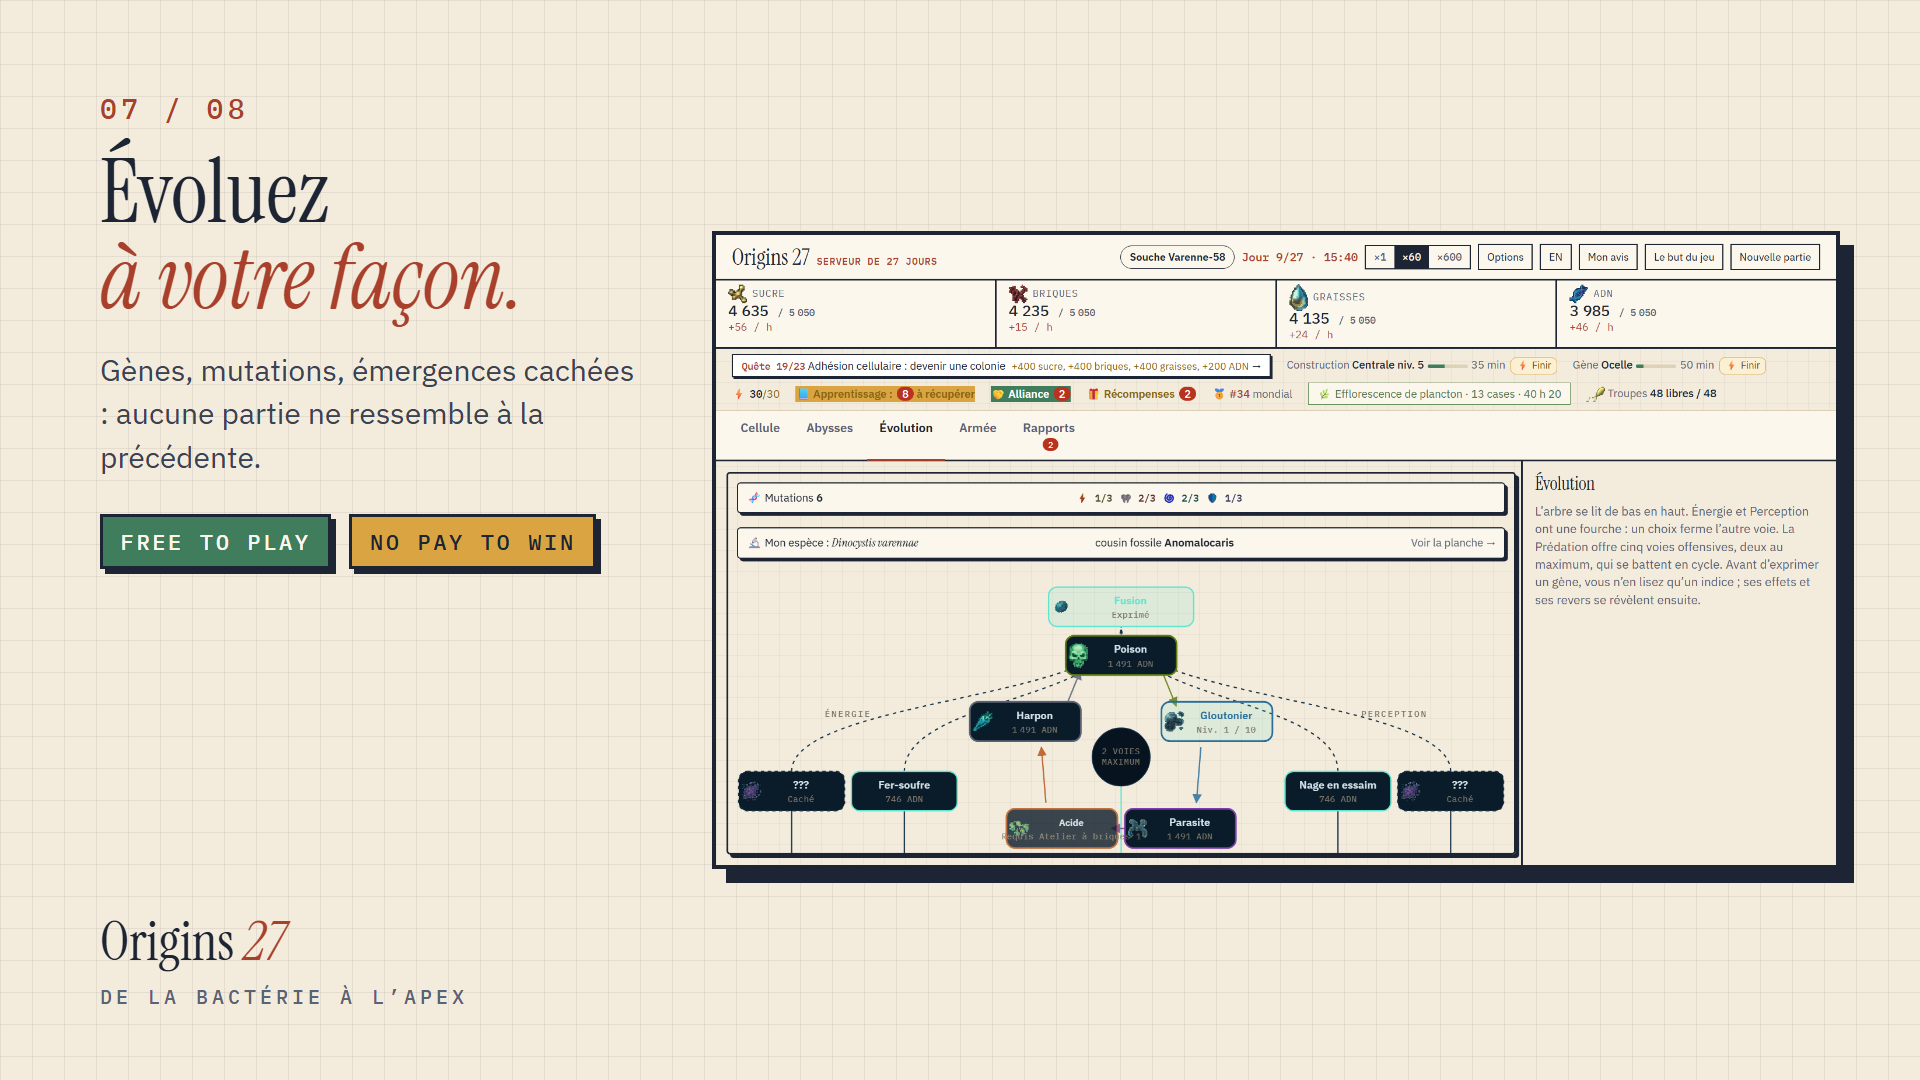 07 / 08
Évoluez
à votre façon.
Gènes, mutations, émergences cachées
: aucune partie ne ressemble à la
précédente.
FREE TO PLAY
NO PAY TO WIN
Origins 27
DE LA BACTÉRIE À L’APEX
Origins 27 SERVEUR DE 27 JOURS
Souche Varenne-58
Jour 9/27 · 15:40
×1 ×60 ×600
Options
EN
Mon avis
Le but du jeu
Nouvelle partie
SUCRE
4 635 / 5 050
+56 / h
BRIQUES
4 235 / 5 050
+15 / h
GRAISSES
4 135 / 5 050
+24 / h
ADN
3 985 / 5 050
+46 / h
Quête 19/23 Adhésion cellulaire : devenir une colonie +400 sucre, +400 briques, +400 graisses, +200 ADN →
Construction Centrale niv. 5 35 min Finir
Gène Ocelle 50 min Finir
30/30
Apprentissage : 8 à récupérer
Alliance 2
Récompenses 2
#34 mondial
Efflorescence de plancton · 13 cases · 40 h 20
Troupes 48 libres / 48
Cellule
Abysses
Évolution
Armée
Rapports
2
Mutations 6
1/3 2/3 2/3 1/3
Mon espèce : Dinocystis varennae
cousin fossile Anomalocaris
Voir la planche →
Fusion
Exprimé
Poison
1 491 ADN
ÉNERGIE
PERCEPTION
Harpon
1 491 ADN
Gloutonier
Niv. 1 / 10
2 VOIES
MAXIMUM
???
Caché
Fer-soufre
746 ADN
Nage en essaim
746 ADN
???
Caché
Acide
Requis Atelier à briques 1
Parasite
1 491 ADN
Évolution
L’arbre se lit de bas en haut. Énergie et Perception
ont une fourche : un choix ferme l’autre voie. La
Prédation offre cinq voies offensives, deux au
maximum, qui se battent en cycle. Avant d’exprimer
un gène, vous n’en lisez qu’un indice ; ses effets et
ses revers se révèlent ensuite.